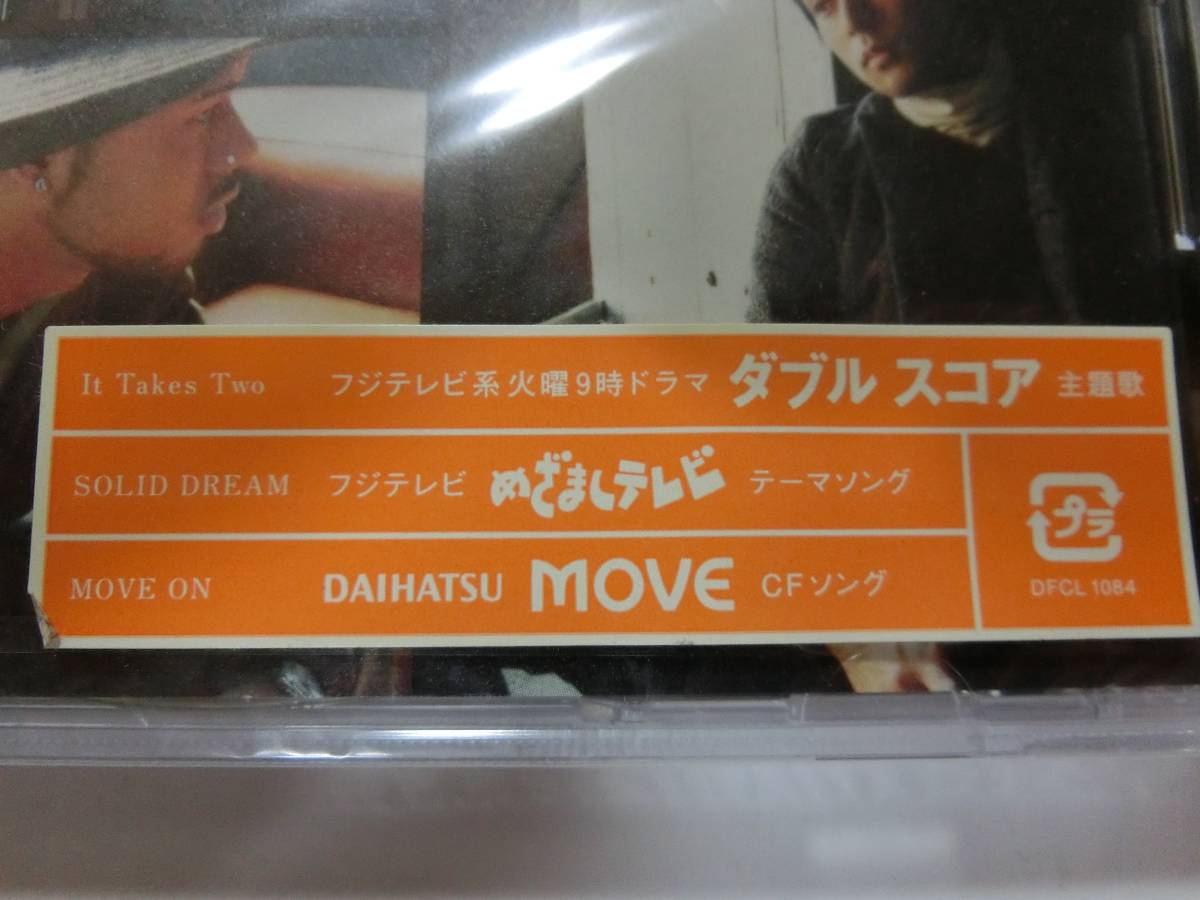 It Takes Two フジテレビ系 火曜9時ドラマ ダブル スコア 主題歌
SOLID DREAM フジテレビ めざましテレビ テーマソング
MOVE ON DAIHATSU MOVE CFソング
プラ
DFCL 1084